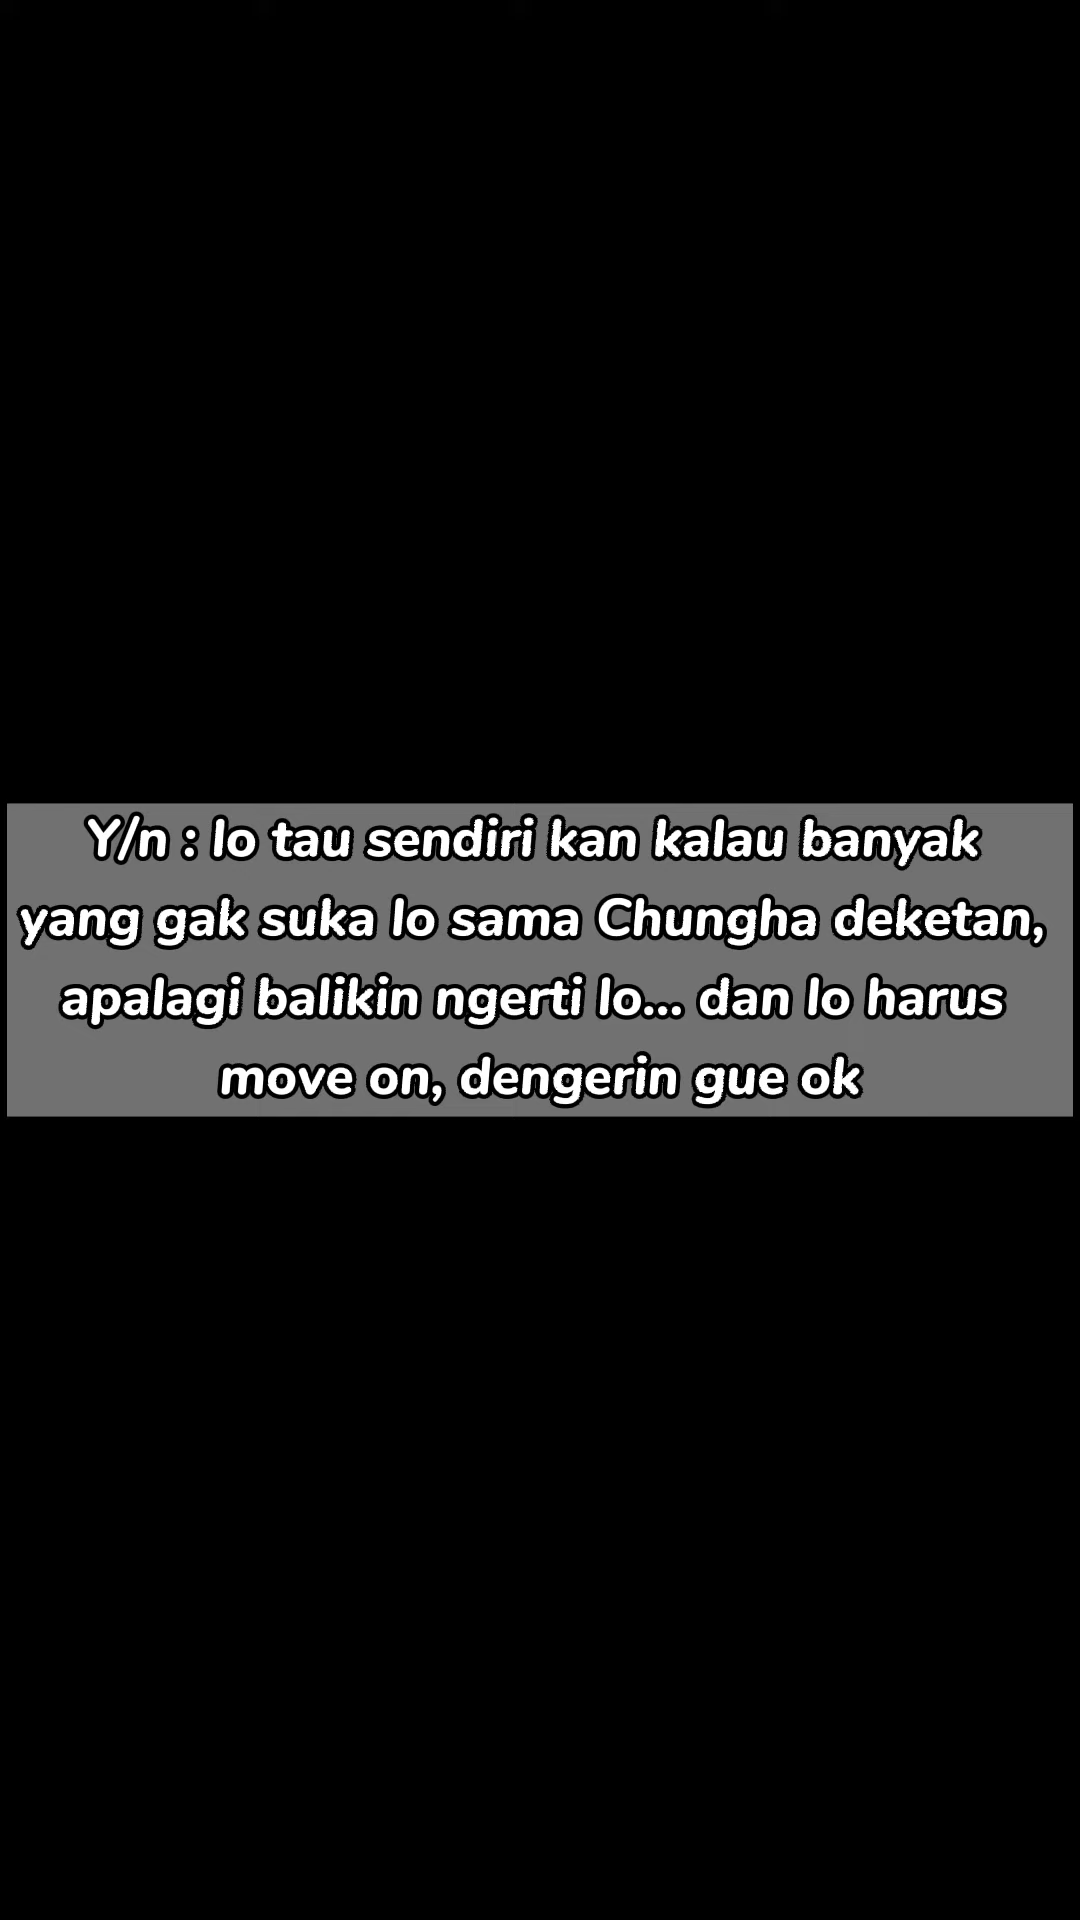 Y/n : lo tau sendiri kan kalau banyak
yang gak suka lo sama Chungha deketan,
apalagi balikin ngerti lo... dan lo harus
move on, dengerin gue ok